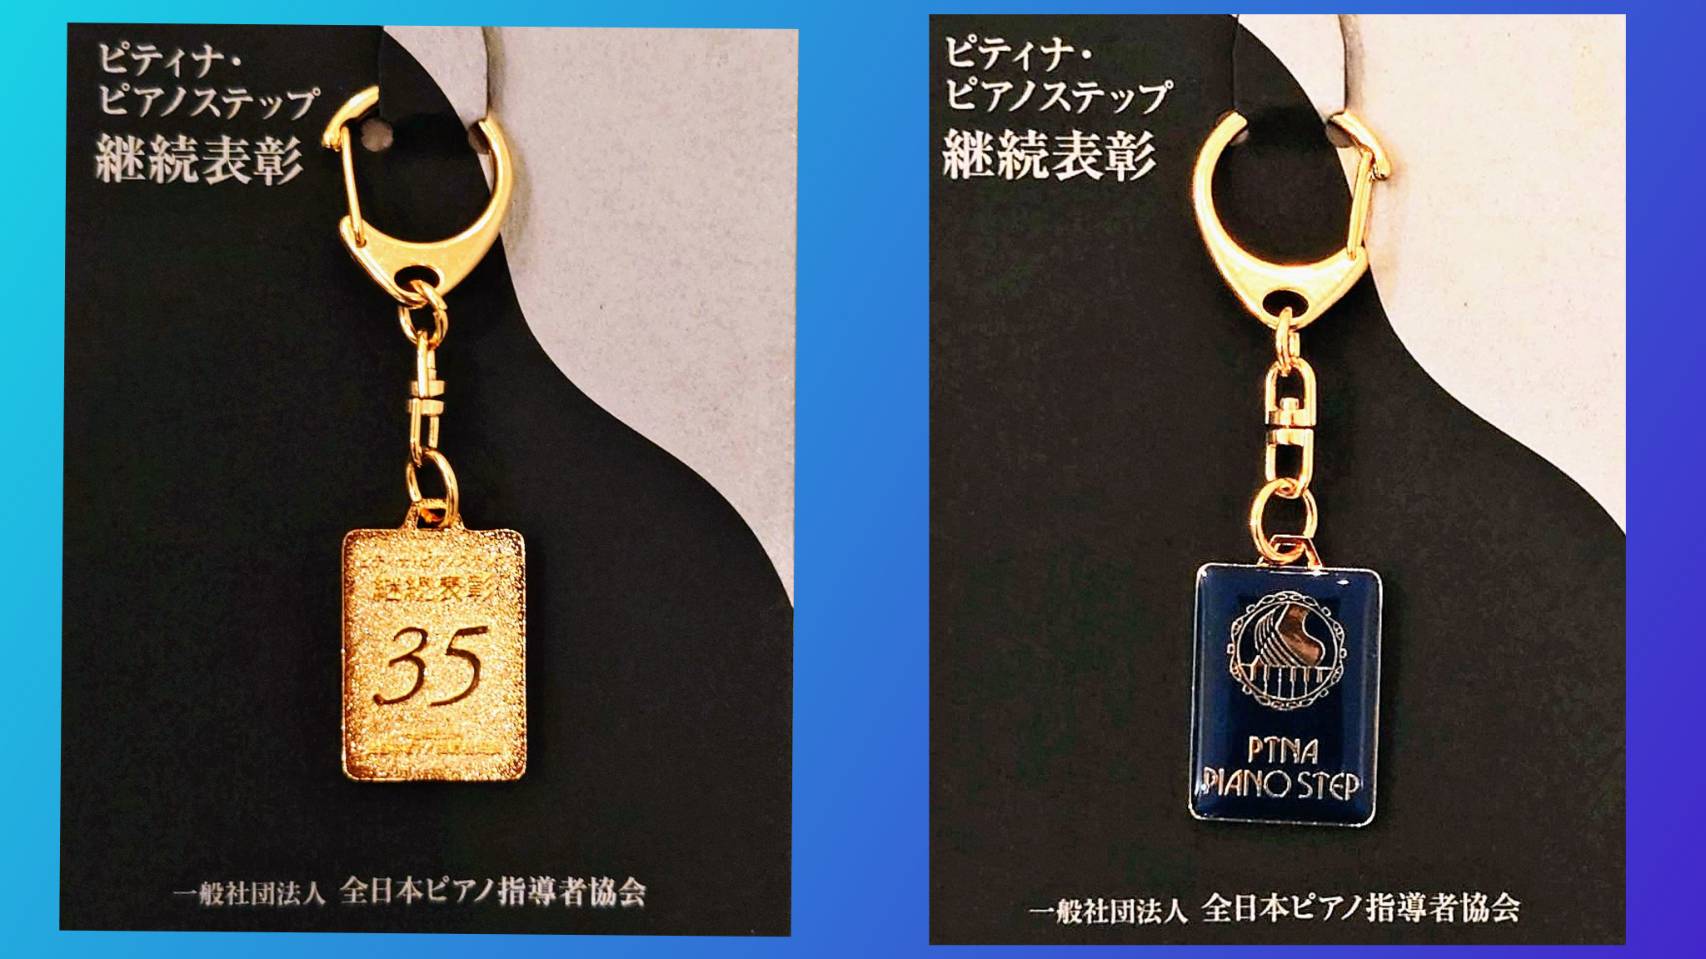 ピティナ・
ピアノステップ
継続表彰
継続表彰
35
一般社団法人 全日本ピアノ指導者協会
ピティナ・
ピアノステップ
継続表彰
PTNA
PIANO STEP
一般社団法人 全日本ピアノ指導者協会